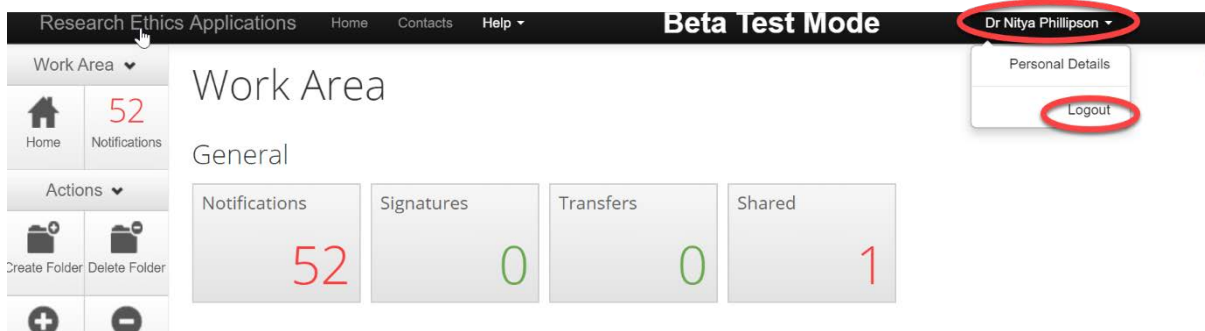 Research Ethics Applications Home Contacts Help Beta Test Mode Dr Nitya Phillipson
Personal Details
Logout
Work Area
Home
52
Notifications
Actions
Create Folder
Delete Folder
Work Area
General
Notifications
52
Signatures
0
Transfers
0
Shared
1